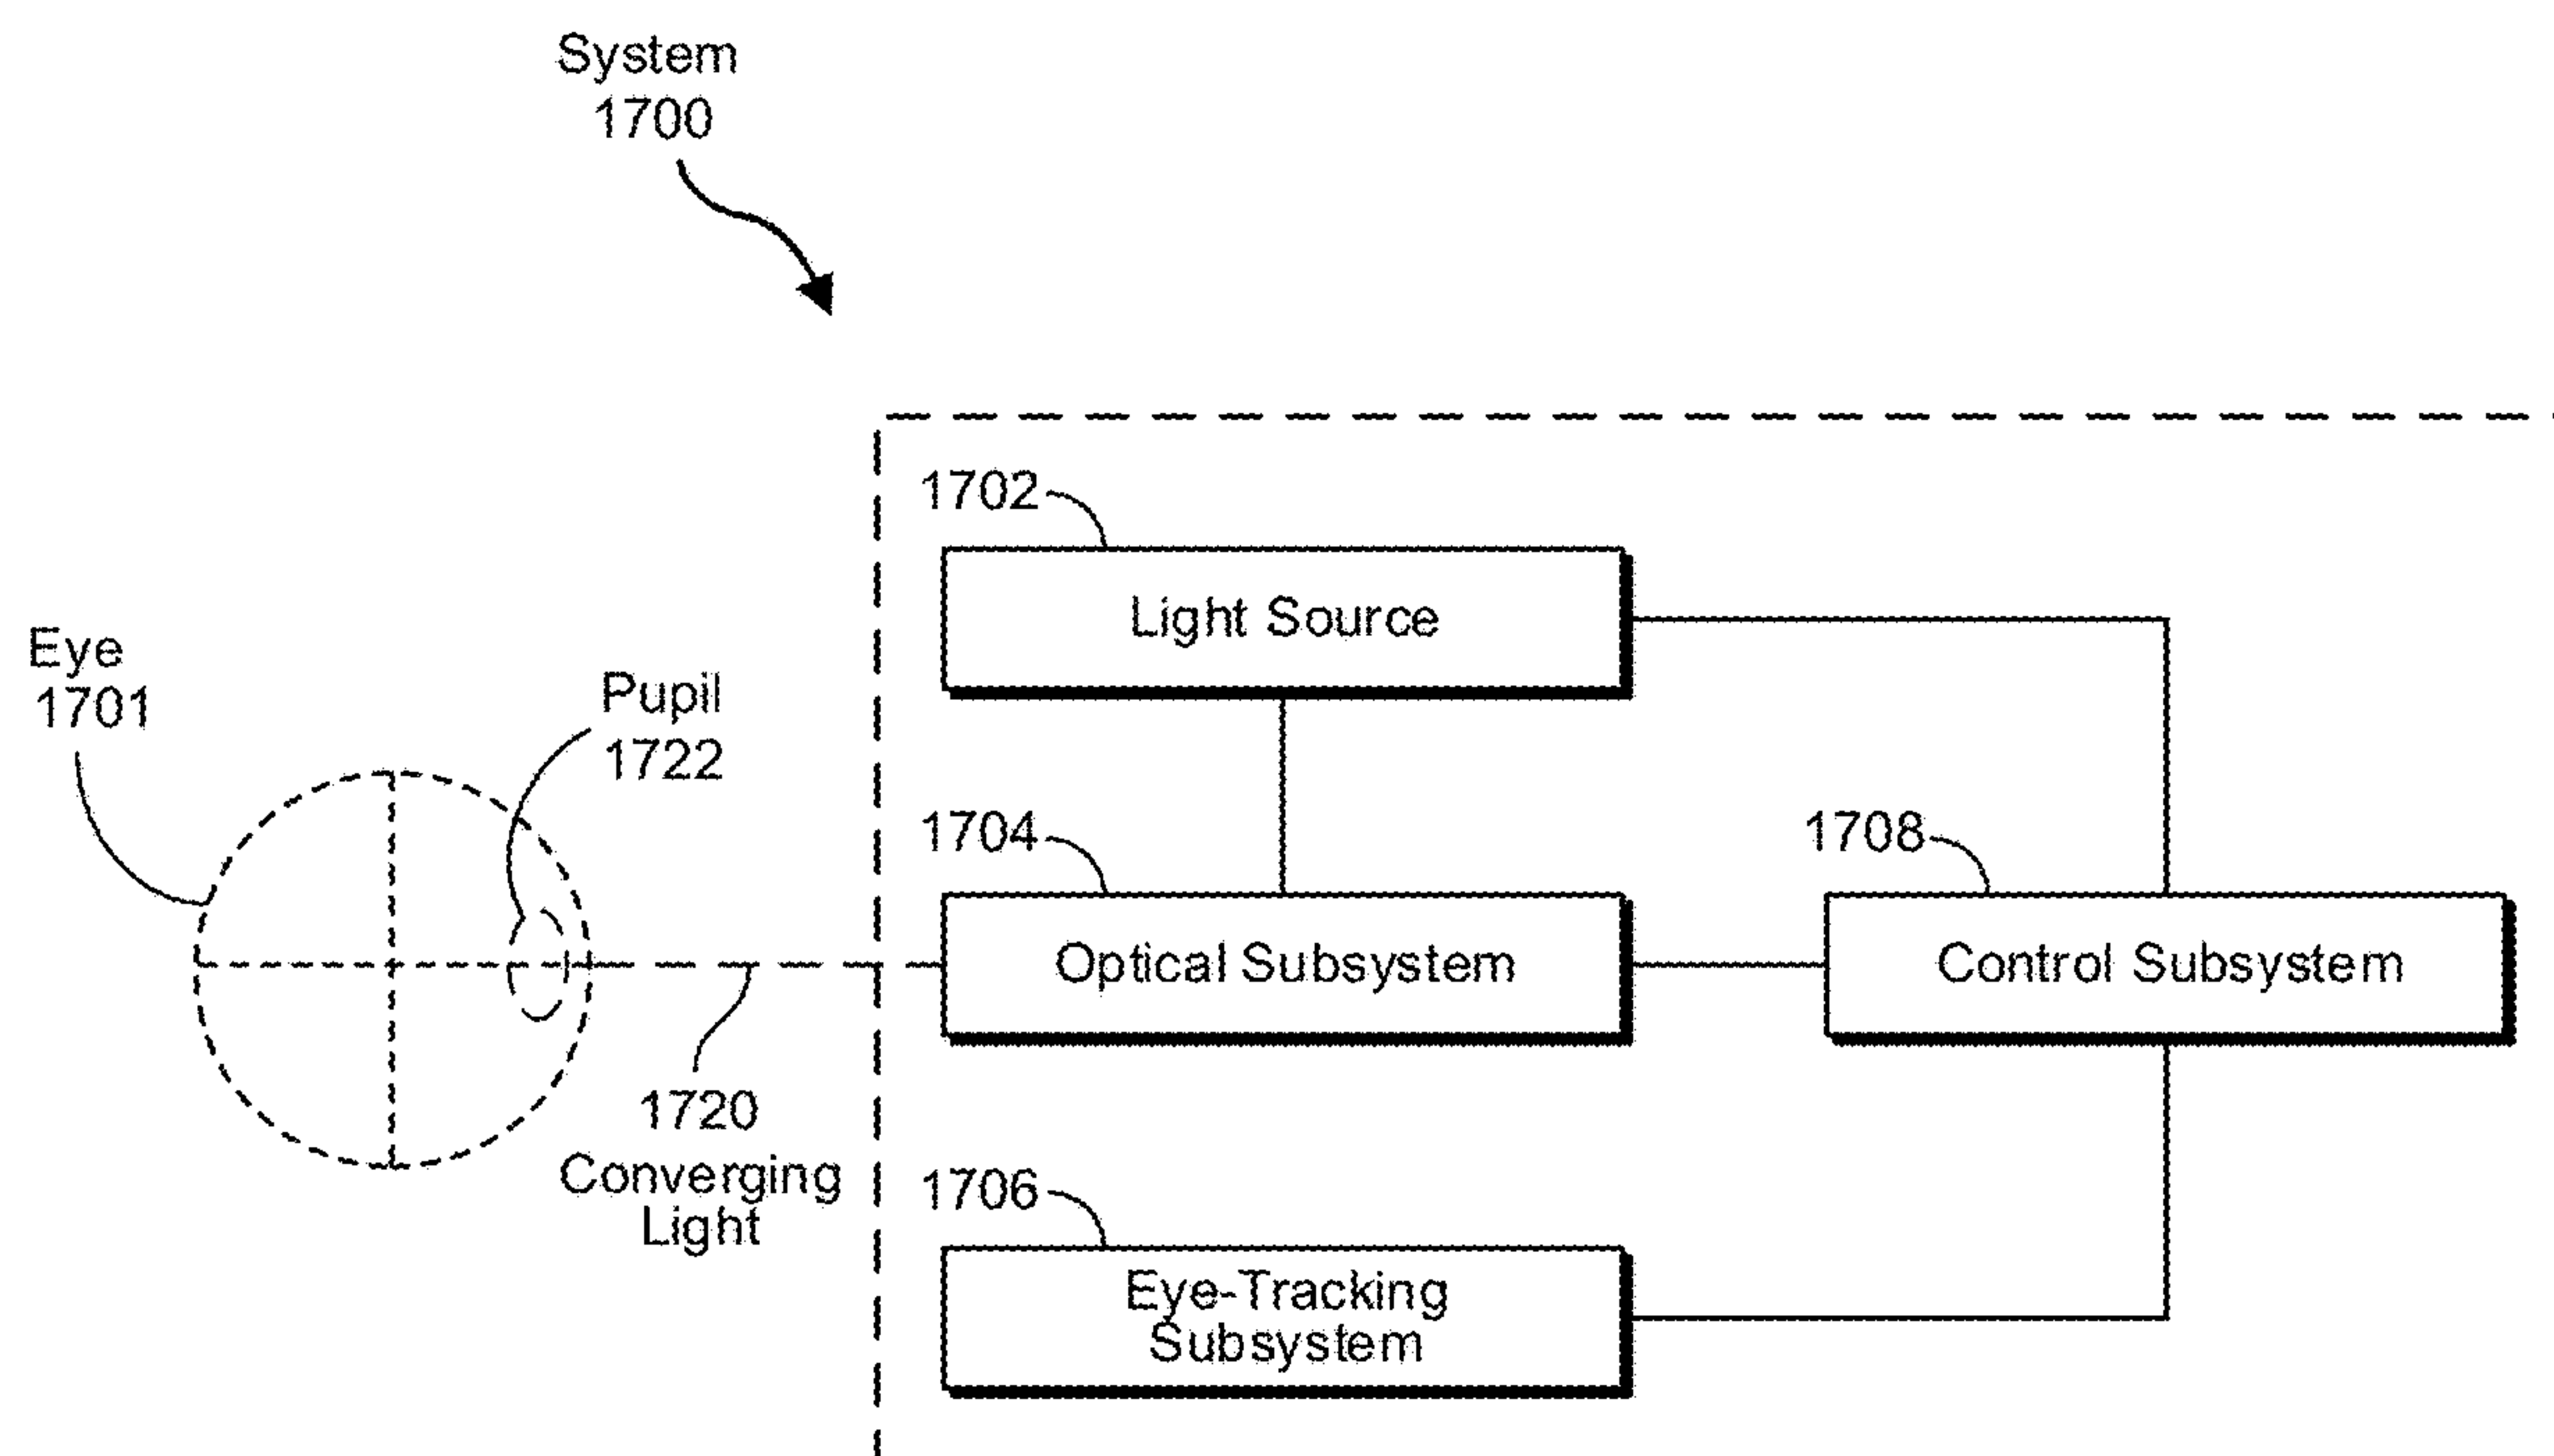 System
1700
1702
Light Source
Eye
1701
Pupil
1722
1704
1708
Optical Subsystem
Control Subsystem
1720
Converging
Light
1706
Eye-Tracking
Subsystem